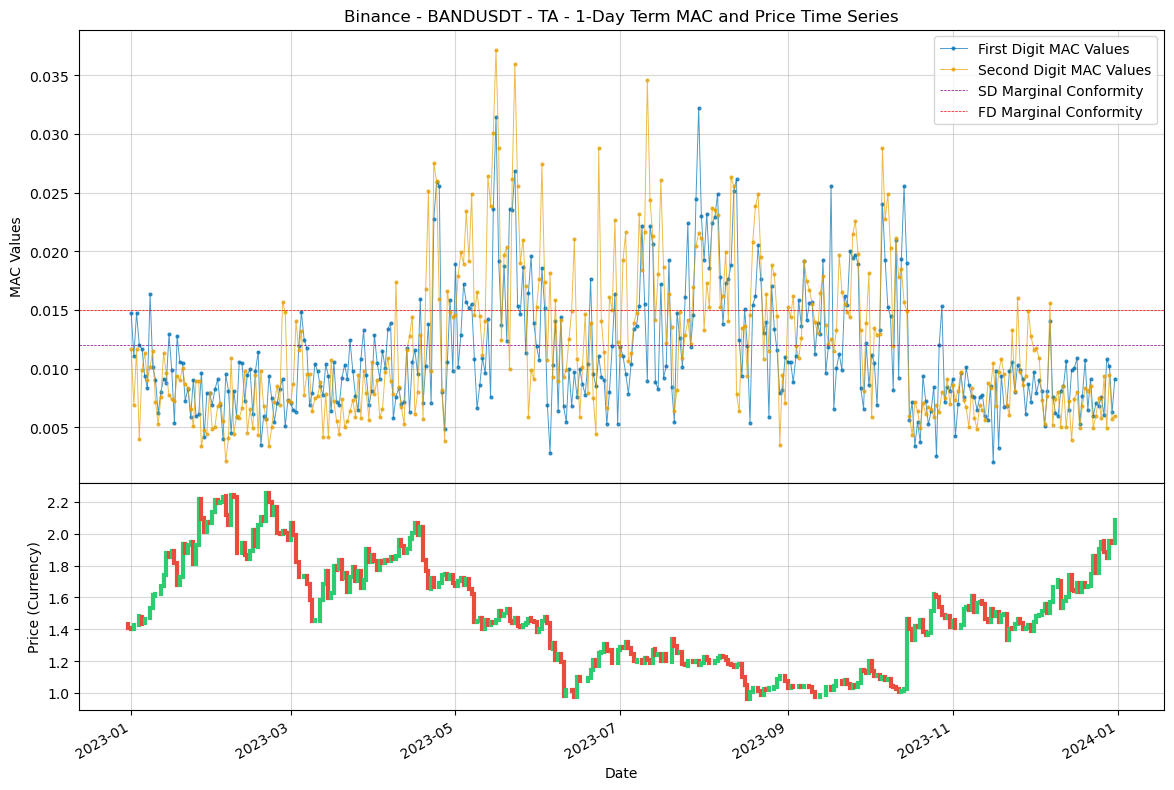 Binance - BANDUSDT - TA - 1-Day Term MAC and Price Time Series
First Digit MAC Values
Second Digit MAC Values
SD Marginal Conformity
FD Marginal Conformity
MAC Values
0.035
0.030
0.025
0.020
0.015
0.010
0.005
Price (Currency)
2.2
2.0
1.8
1.6
1.4
1.2
1.0
2023-01
2023-03
2023-05
2023-07
2023-09
2023-11
2024-01
Date